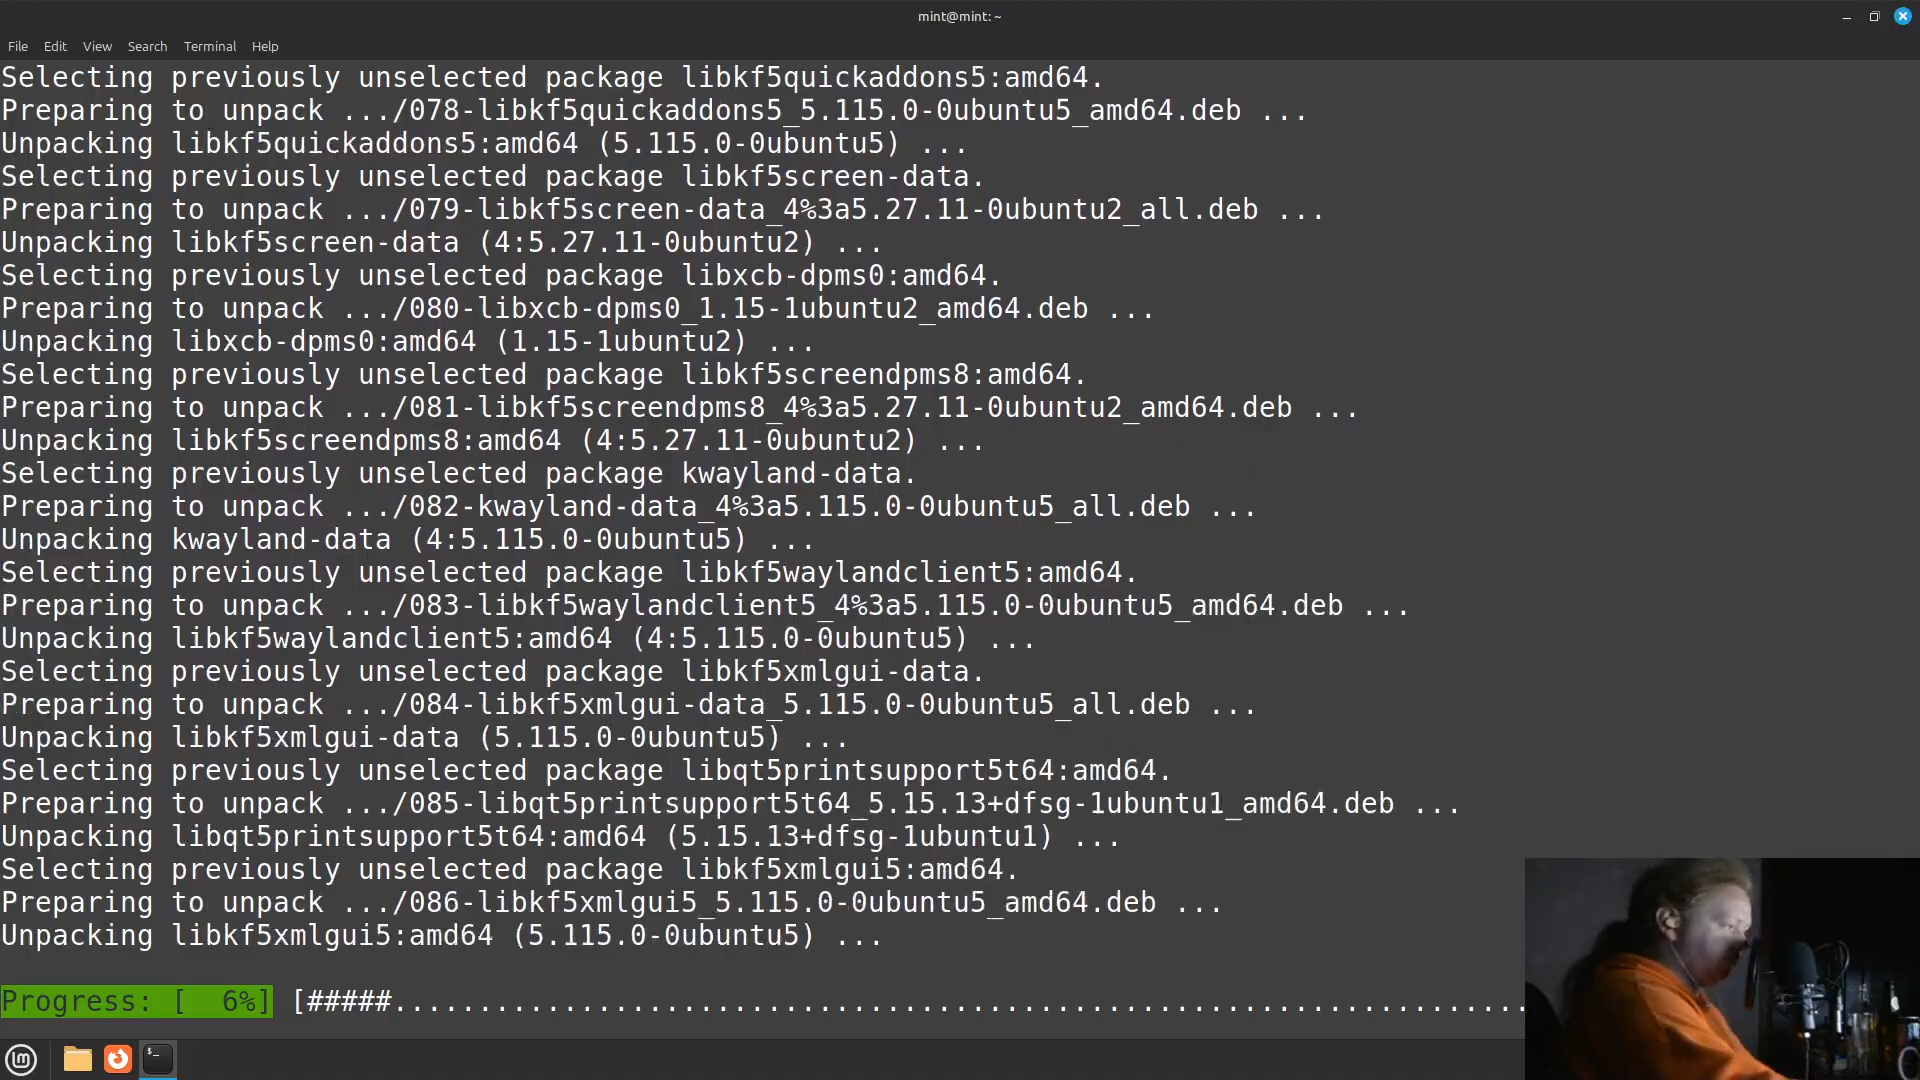 mint@mint: ~
File Edit View Search Terminal Help
Selecting previously unselected package libkf5quickaddons5:amd64.
Preparing to unpack .../078-libkf5quickaddons5_5.115.0-0ubuntu5_amd64.deb ...
Unpacking libkf5quickaddons5:amd64 (5.115.0-0ubuntu5) ...
Selecting previously unselected package libkf5screen-data.
Preparing to unpack .../079-libkf5screen-data_4%3a5.27.11-0ubuntu2_all.deb ...
Unpacking libkf5screen-data (4:5.27.11-0ubuntu2) ...
Selecting previously unselected package libxcb-dpms0:amd64.
Preparing to unpack .../080-libxcb-dpms0_1.15-1ubuntu2_amd64.deb ...
Unpacking libxcb-dpms0:amd64 (1.15-1ubuntu2) ...
Selecting previously unselected package libkf5screendpms8:amd64.
Preparing to unpack .../081-libkf5screendpms8_4%3a5.27.11-0ubuntu2_amd64.deb ...
Unpacking libkf5screendpms8:amd64 (4:5.27.11-0ubuntu2) ...
Selecting previously unselected package kwayland-data.
Preparing to unpack .../082-kwayland-data_4%3a5.115.0-0ubuntu5_all.deb ...
Unpacking kwayland-data (4:5.115.0-0ubuntu5) ...
Selecting previously unselected package libkf5waylandclient5:amd64.
Preparing to unpack .../083-libkf5waylandclient5_4%3a5.115.0-0ubuntu5_amd64.deb ...
Unpacking libkf5waylandclient5:amd64 (4:5.115.0-0ubuntu5) ...
Selecting previously unselected package libkf5xmlgui-data.
Preparing to unpack .../084-libkf5xmlgui-data_5.115.0-0ubuntu5_all.deb ...
Unpacking libkf5xmlgui-data (5.115.0-0ubuntu5) ...
Selecting previously unselected package libqt5printsupport5t64:amd64.
Preparing to unpack .../085-libqt5printsupport5t64_5.15.13+dfsg-1ubuntu1_amd64.deb ...
Unpacking libqt5printsupport5t64:amd64 (5.15.13+dfsg-1ubuntu1) ...
Selecting previously unselected package libkf5xmlgui5:amd64.
Preparing to unpack .../086-libkf5xmlgui5_5.115.0-0ubuntu5_amd64.deb ...
Unpacking libkf5xmlgui5:amd64 (5.115.0-0ubuntu5) ...
Progress: [  6%] [#####...................................................................